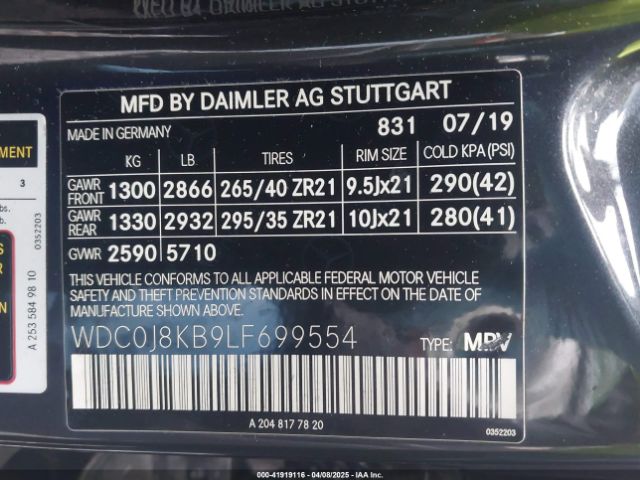 MFD BY DAIMLER AG STUTTGART
MADE IN GERMANY 831 07/19
KG LB TIRES RIM SIZE COLD KPA (PSI)
GAWR FRONT 1300 2866 265/40 ZR21 9.5Jx21 290(42)
GAWR REAR 1330 2932 295/35 ZR21 10Jx21 280(41)
GVWR 2590 5710
THIS VEHICLE CONFORMS TO ALL APPLICABLE FEDERAL MOTOR VEHICLE
SAFETY AND THEFT PREVENTION STANDARDS IN EFFECT ON THE DATE OF
MANUFACTURE SHOWN ABOVE.
WDC0J8KB9LF699554 TYPE: MPV
A 204 817 78 20
0352203
3
0352203
A 253 584 98 10
000-41919116 - 04/08/2025 - IAA Inc.